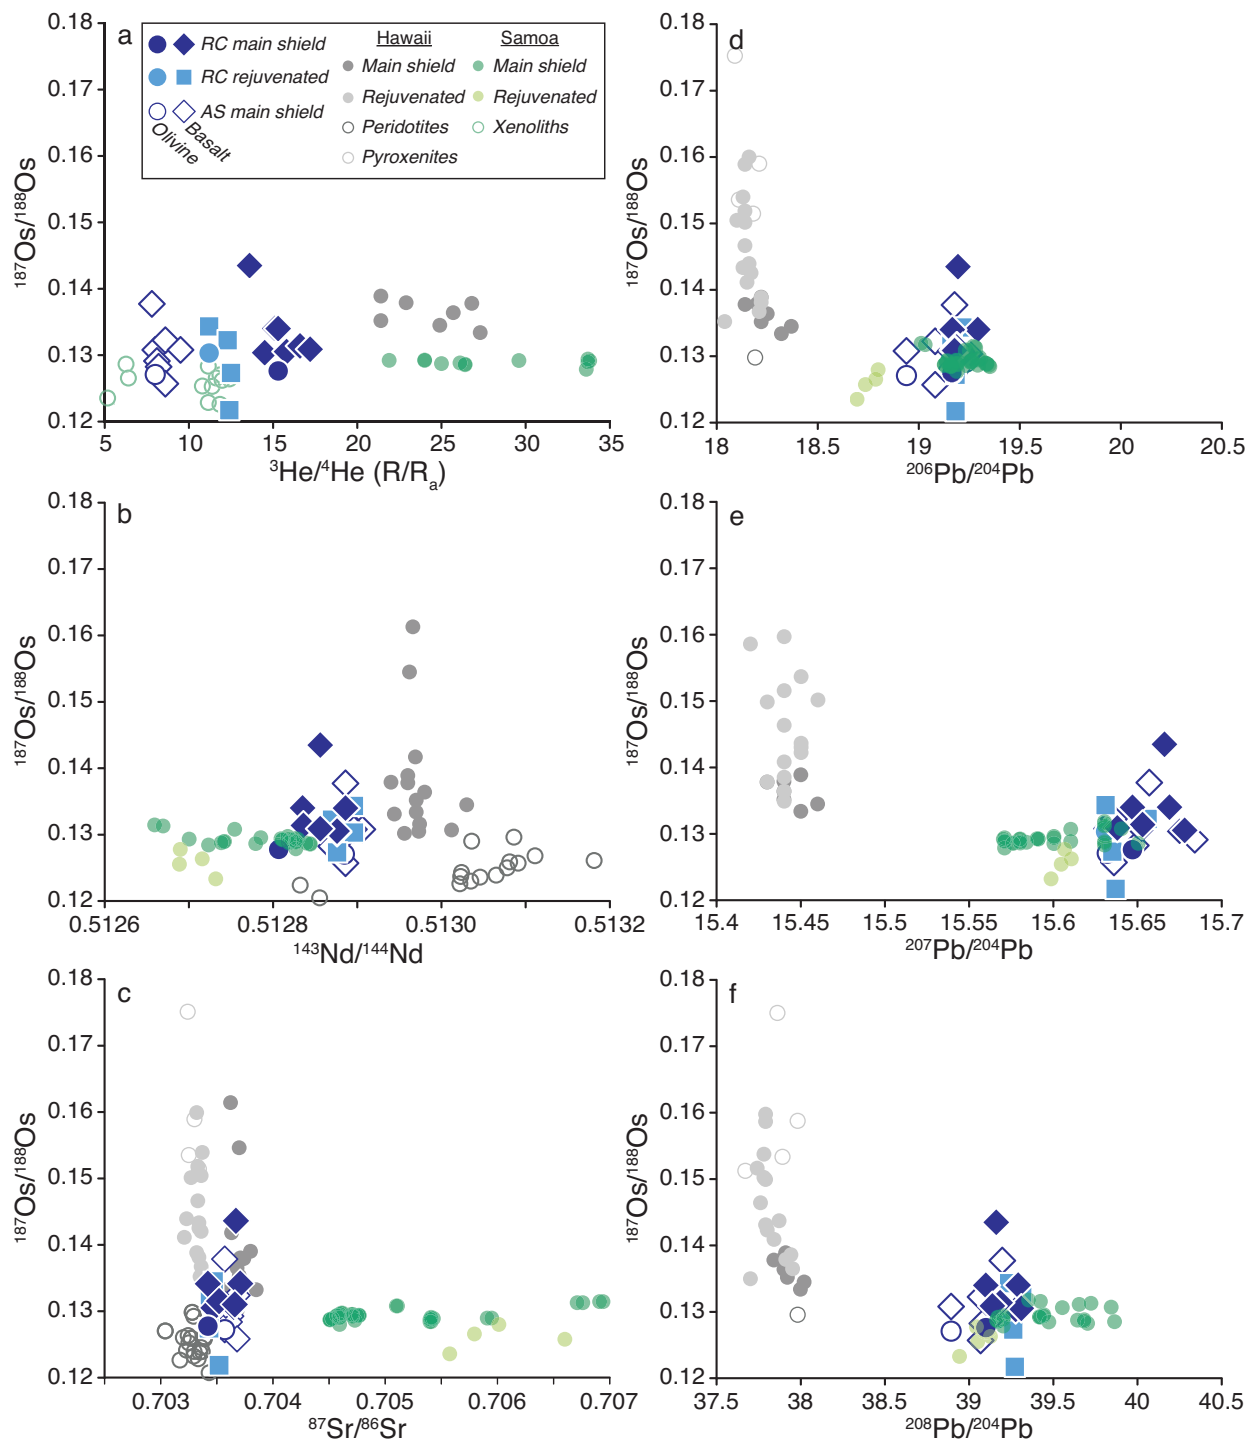 a
0.18
0.17
0.16
0.15
0.14
0.13
0.12
187Os/188Os
RC main shield
RC rejuvenated
AS main shield
Olivine
Basalt
Hawaii
Main shield
Rejuvenated
Peridotites
Pyroxenites
Samoa
Main shield
Rejuvenated
Xenoliths
5 10 15 20 25 30 35
3He/4He (R/Ra)
d
0.18
0.17
0.16
0.15
0.14
0.13
0.12
187Os/188Os
18 18.5 19 19.5 20 20.5
206Pb/204Pb
b
0.18
0.17
0.16
0.15
0.14
0.13
0.12
187Os/188Os
0.5126 0.5128 0.5130 0.5132
143Nd/144Nd
e
0.18
0.17
0.16
0.15
0.14
0.13
0.12
187Os/188Os
15.4 15.45 15.5 15.55 15.6 15.65 15.7
207Pb/204Pb
c
0.18
0.17
0.16
0.15
0.14
0.13
0.12
187Os/188Os
0.703 0.704 0.705 0.706 0.707
87Sr/86Sr
f
0.18
0.17
0.16
0.15
0.14
0.13
0.12
187Os/188Os
37.5 38 38.5 39 39.5 40 40.5
208Pb/204Pb